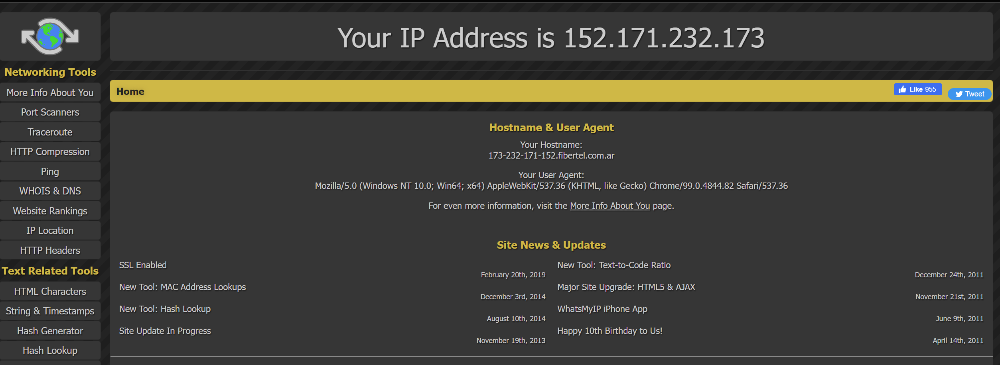 Your IP Address is 152.171.232.173
Networking Tools
More Info About You
Port Scanners
Traceroute
HTTP Compression
Ping
WHOIS & DNS
Website Rankings
IP Location
HTTP Headers
Text Related Tools
HTML Characters
String & Timestamps
Hash Generator
Hash Lookup
Home
Like 955
Tweet
Hostname & User Agent
Your Hostname:
173-232-171-152.fibertel.com.ar
Your User Agent:
Mozilla/5.0 (Windows NT 10.0; Win64; x64) AppleWebKit/537.36 (KHTML, like Gecko) Chrome/99.0.4844.82 Safari/537.36
For even more information, visit the More Info About You page.
Site News & Updates
SSL Enabled
February 20th, 2019
New Tool: MAC Address Lookups
December 3rd, 2014
New Tool: Hash Lookup
August 10th, 2014
Site Update In Progress
November 19th, 2013
New Tool: Text-to-Code Ratio
December 24th, 2011
Major Site Upgrade: HTML5 & AJAX
November 21st, 2011
WhatsMyIP iPhone App
June 9th, 2011
Happy 10th Birthday to Us!
April 14th, 2011